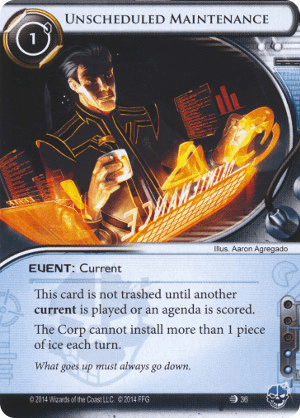 UNSCHEDULED MAINTENANCE
1
MAINTEN
Illus. Aaron Agregado
EVENT: Current
This card is not trashed until another
current is played or an agenda is scored.
The Corp cannot install more than 1 piece
of ice each turn.
What goes up must always go down.
© 2014 Wizards of the Coast LLC. © 2014 FFG
36